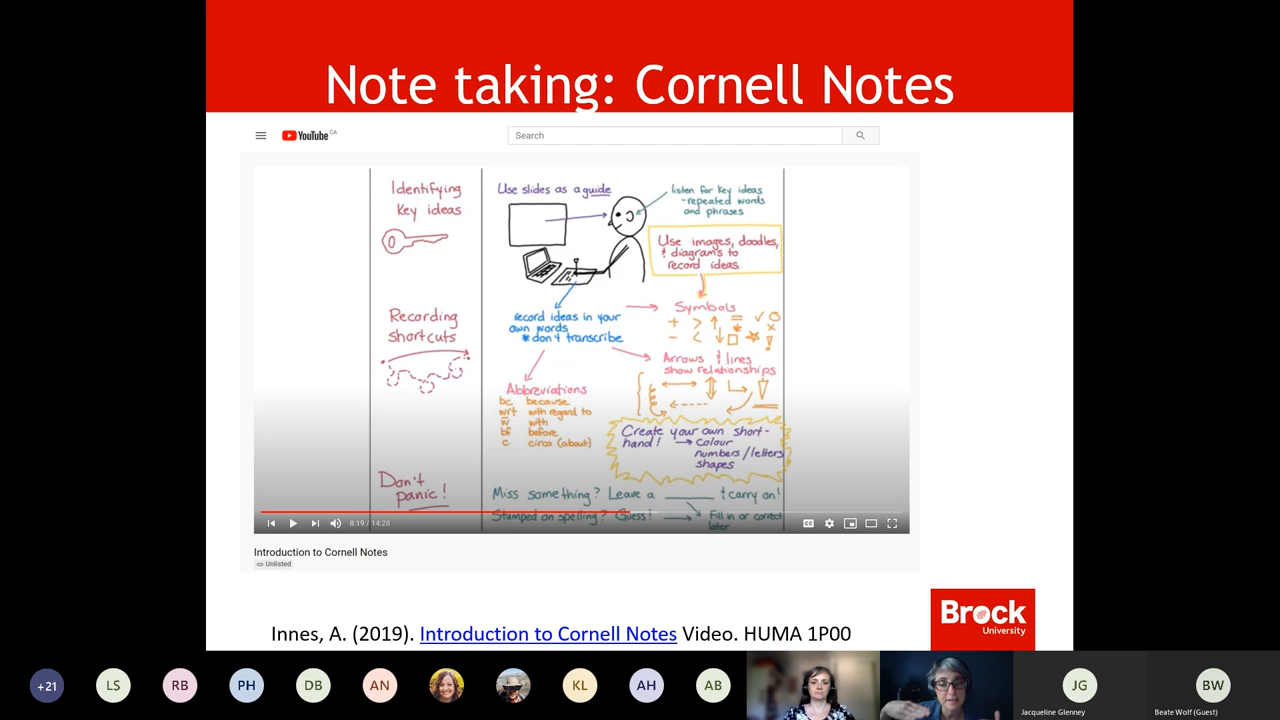 Note taking: Cornell Notes
YouTube CA
Search
Identifying
Key ideas
Recording
shortcuts
Don't
panic!
Use slides as a guide
listen for key ideas
- repeated words
and phrases
Use images, doodles,
& diagrams to
record ideas
record ideas in your
own words
* don't transcribe
Symbols
+ > ↑ = ✓ ○
* x
- < ↓ □ ☆ !
Arrows & lines
show relationships
Abbreviations
bc because
wrt with regard to
w with
bf before
c. circa (about)
Create your own short-
hand! → Colour
numbers/letters
shapes
Miss something? Leave a ______ & carry on!
Stumped on spelling? Guess! → Fill in or correct
later
8:19 / 14:28
Introduction to Cornell Notes
Unlisted
Innes, A. (2019). Introduction to Cornell Notes Video. HUMA 1P00
Brock
University
+21
LS
RB
PH
DB
AN
KL
AH
AB
JG
BW
Jacqueline Glenney
Beate Wolf (Guest)